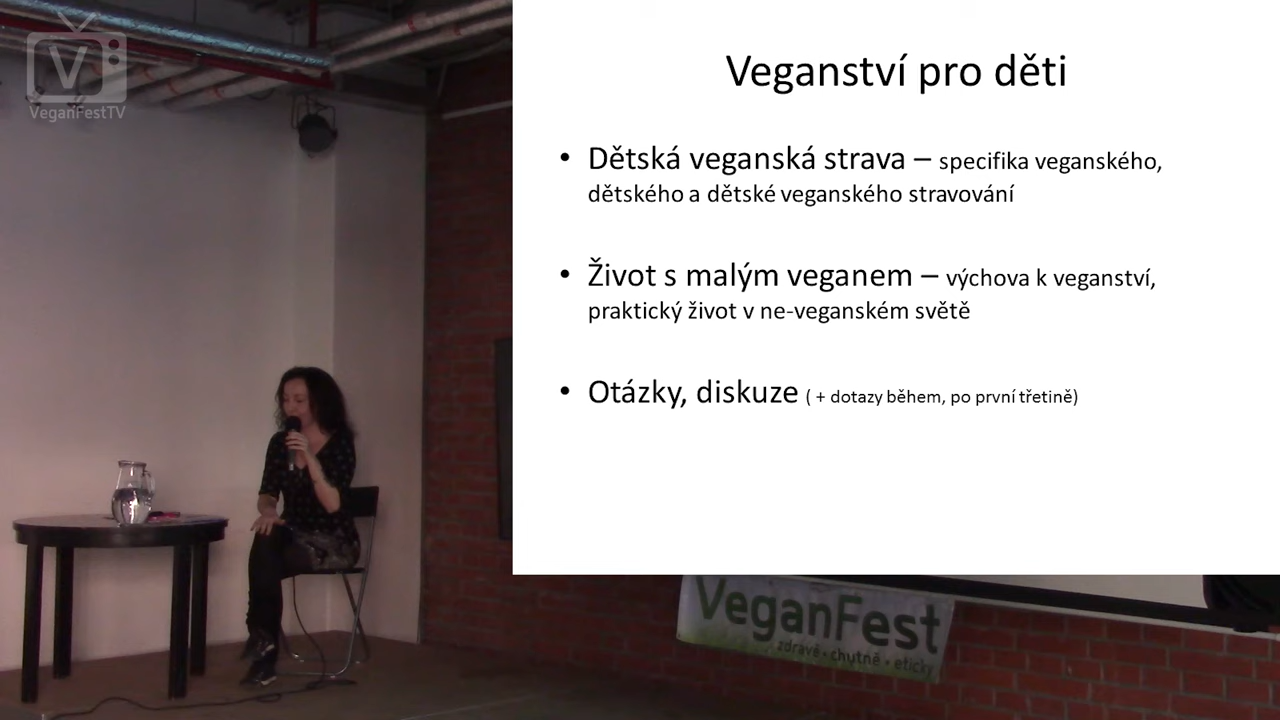 V
VeganFestTV
Veganství pro děti
• Dětská veganská strava – specifika veganského,
dětského a dětské veganského stravování
• Život s malým veganem – výchova k veganství,
praktický život v ne-veganském světě
• Otázky, diskuze ( + dotazy během, po první třetině)
VeganFest
zdravě • chutně • eticky